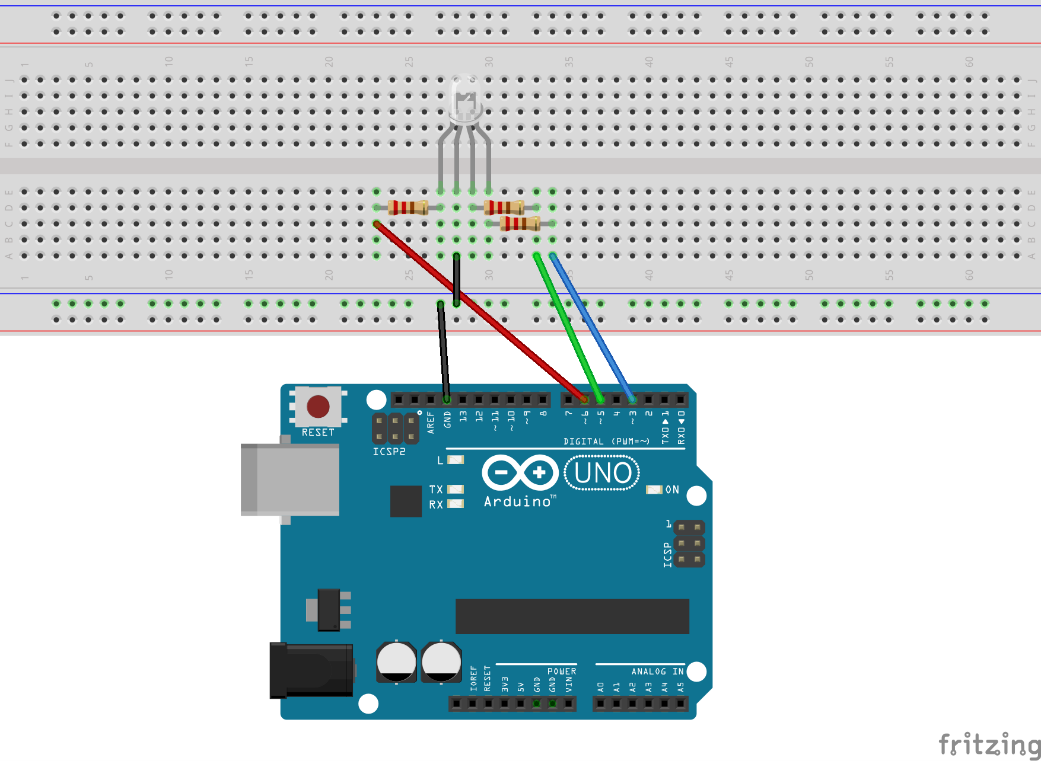 1 5 10 15 20 25 30 35 40 45 50 55 60
J J
I I
H H
G G
F F
E E
D D
C C
B B
A A
1 5 10 15 20 25 30 35 40 45 50 55 60
RESET
AREF GND 13 12 ~11 ~10 ~9 8 7 ~6 ~5 4 ~3 2 TX0▶1 RX0◀0
ICSP2
DIGITAL (PWM=~)
L
TX
RX
UNO
ON
Arduino™
1
ICSP
POWER
ANALOG IN
IOREF RESET 3V3 5V GND GND VIN A0 A1 A2 A3 A4 A5
fritzing